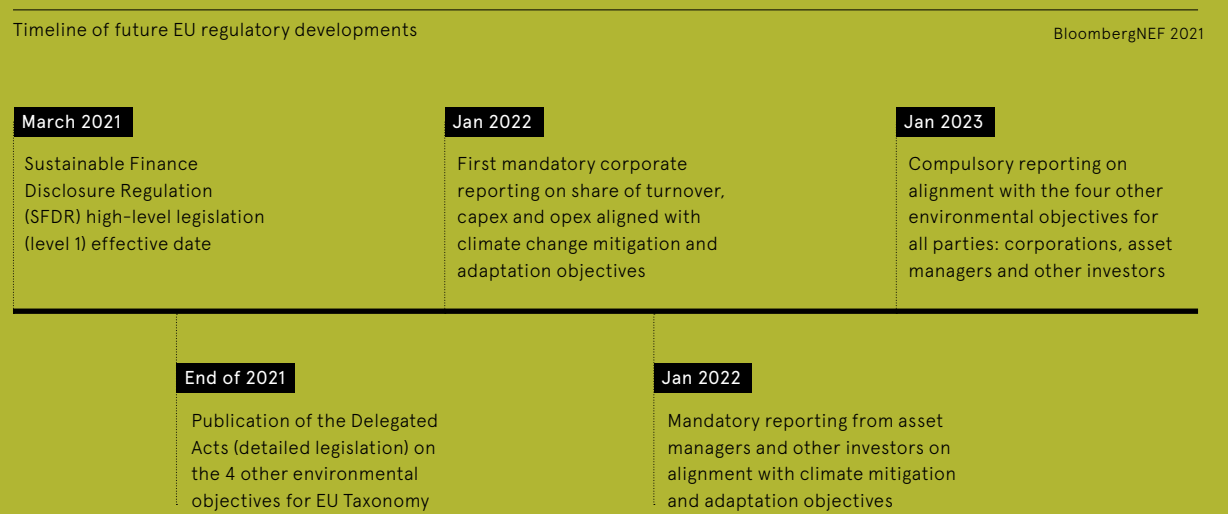 Timeline of future EU regulatory developments
BloombergNEF 2021
March 2021
Sustainable Finance
Disclosure Regulation
(SFDR) high-level legislation
(level 1) effective date
Jan 2022
First mandatory corporate
reporting on share of turnover,
capex and opex aligned with
climate change mitigation and
adaptation objectives
Jan 2023
Compulsory reporting on
alignment with the four other
environmental objectives for
all parties: corporations, asset
managers and other investors
End of 2021
Publication of the Delegated
Acts (detailed legislation) on
the 4 other environmental
objectives for EU Taxonomy
Jan 2022
Mandatory reporting from asset
managers and other investors on
alignment with climate mitigation
and adaptation objectives